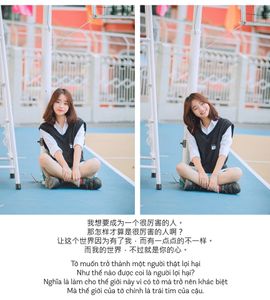 我想要成为一个很厉害的人。
那怎样才算是很厉害的人啊？
让这个世界因为有了我，而有一点点的不一样。
而我的世界，不过就是你的心。
Tớ muốn trở thành một người thật lợi hại
Như thế nào được coi là người lợi hại?
Nghĩa là làm cho thế giới này vì có tớ mà trở nên khác biệt
Mà thế giới của tớ chính là trái tim của cậu.